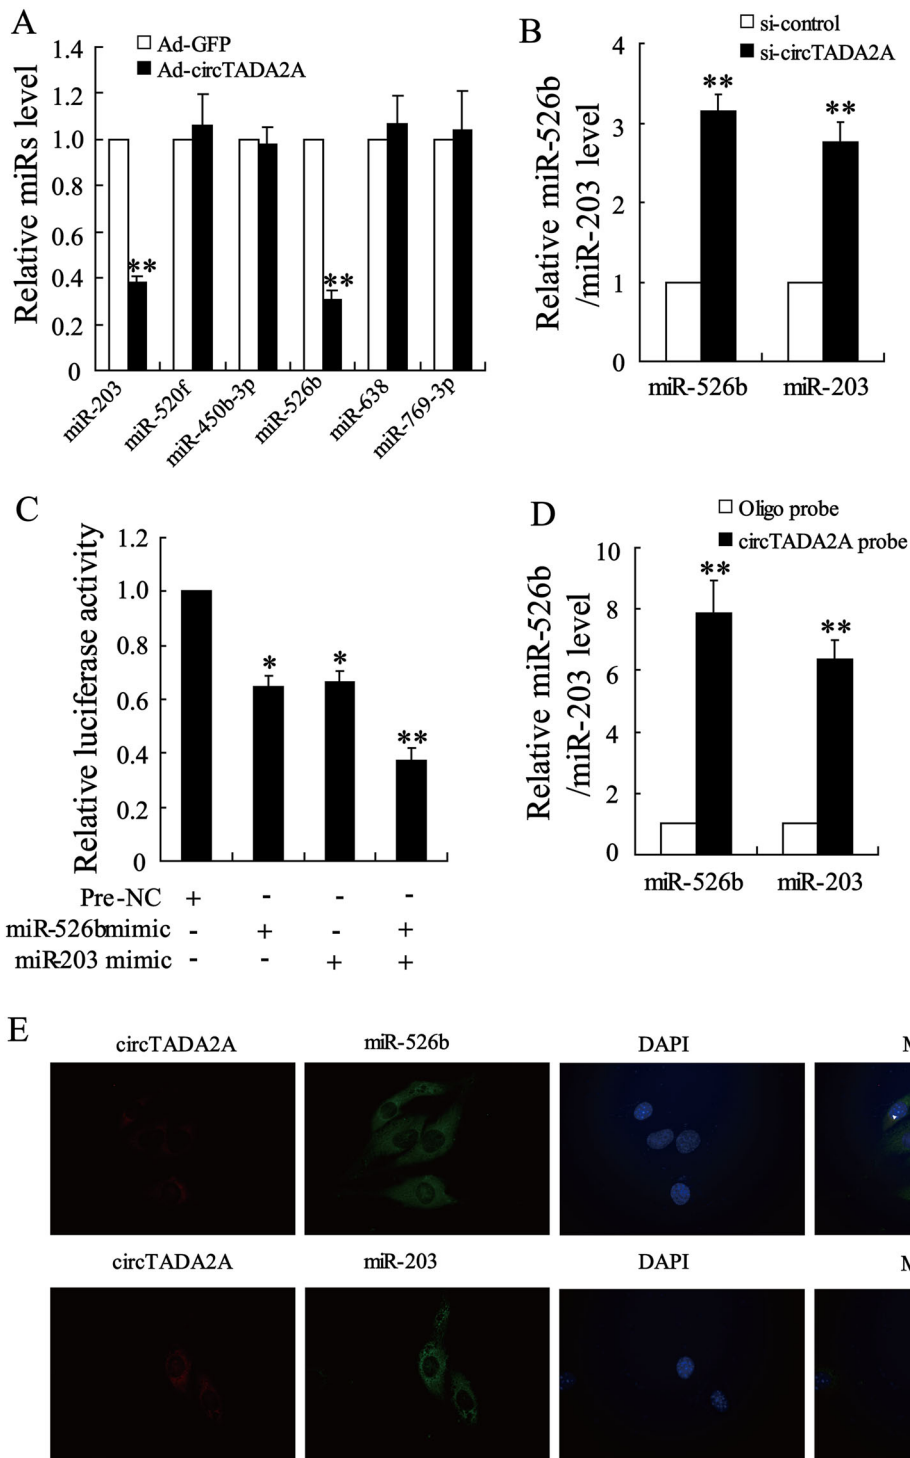 A
Ad-GFP
Ad-circTADA2A
Relative miRs level
1.4
1.2
1.0
0.8
0.6
0.4
0.2
0
**
**
miR-203
miR-520f
miR-450b-3p
miR-526b
miR-638
miR-769-3p
B
si-control
si-circTADA2A
Relative miR-526b
/miR-203 level
4
3
2
1
0
**
**
miR-526b
miR-203
C
Relative luciferase activity
1.2
1.0
0.8
0.6
0.4
0.2
0
*
*
**
Pre-NC + - - -
miR-526bmimic - + - +
miR-203 mimic - - + +
D
Oligo probe
circTADA2A probe
Relative miR-526b
/miR-203 level
10
8
6
4
2
0
**
**
miR-526b
miR-203
E
circTADA2A miR-526b DAPI
circTADA2A miR-203 DAPI